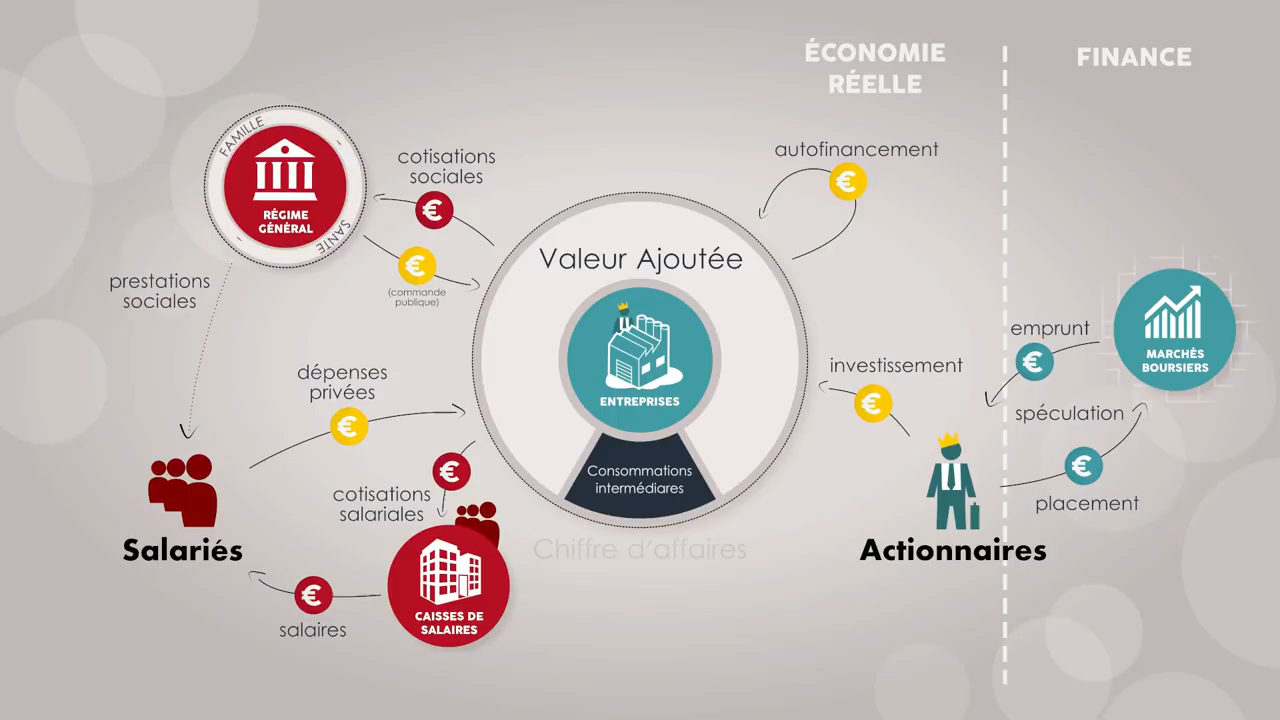 ÉCONOMIE
RÉELLE
FINANCE
FAMILLE
SANTÉ
RÉGIME
GÉNÉRAL
cotisations
sociales
€
€
(commande
publique)
autofinancement
€
prestations
sociales
Valeur Ajoutée
ENTREPRISES
Consommations
intermédiares
Chiffre d'affaires
dépenses
privées
€
investissement
€
emprunt
€
MARCHÉS
BOURSIERS
spéculation
€
placement
€
cotisations
salariales
Salariés
Actionnaires
CAISSES DE
SALAIRES
€
salaires